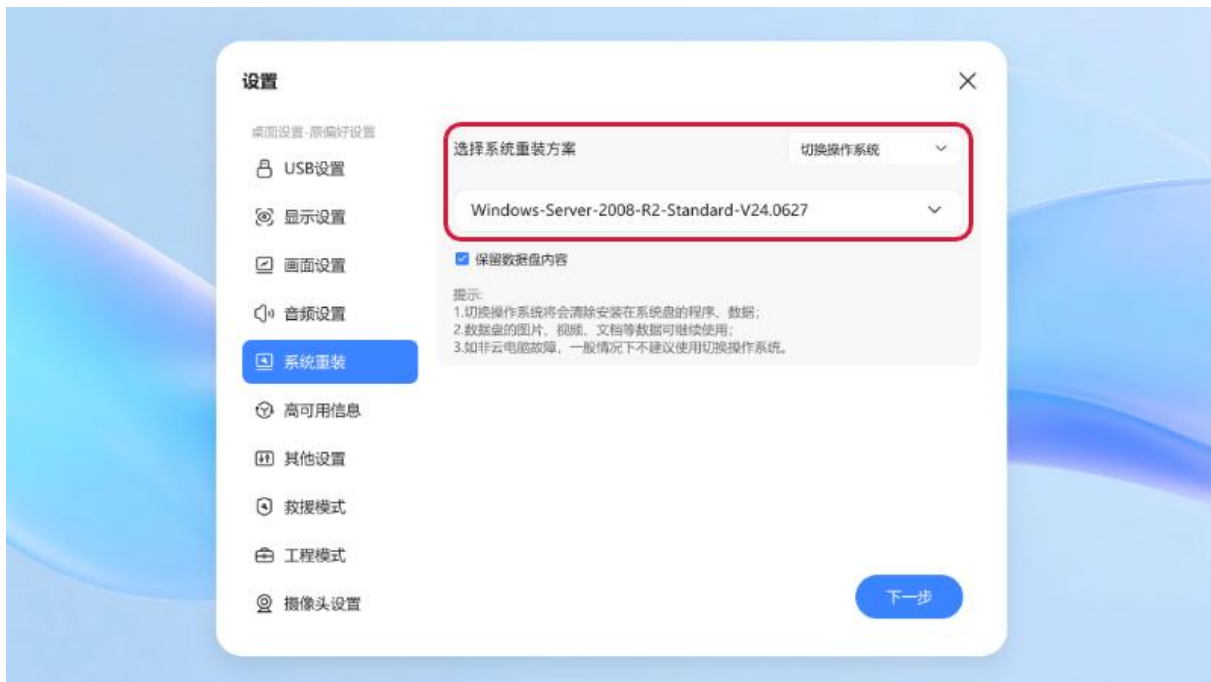 设置
桌面设置-原偏好设置
USB设置
显示设置
画面设置
音频设置
系统重装
高可用信息
其他设置
救援模式
工程模式
摄像头设置
选择系统重装方案
切换操作系统
Windows-Server-2008-R2-Standard-V24.0627
保留数据盘内容
提示:
1.切换操作系统将会清除安装在系统盘的程序、数据;
2.数据盘的图片、视频、文档等数据可继续使用;
3.如非云电脑故障，一般情况下不建议使用切换操作系统。
下一步